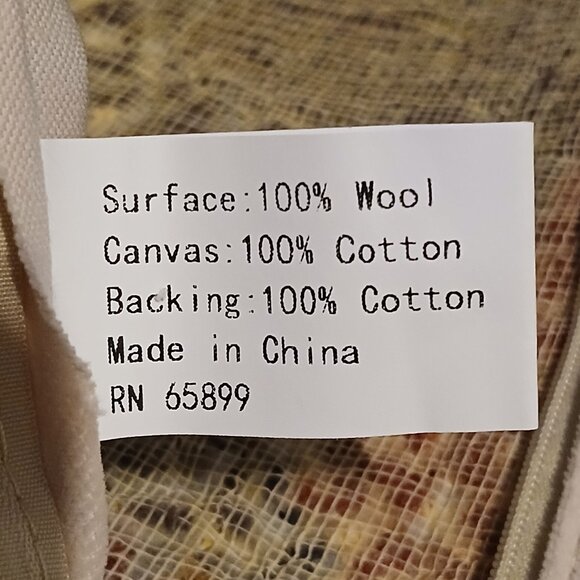 Surface:100% Wool
Canvas:100% Cotton
Backing:100% Cotton
Made in China
RN 65899